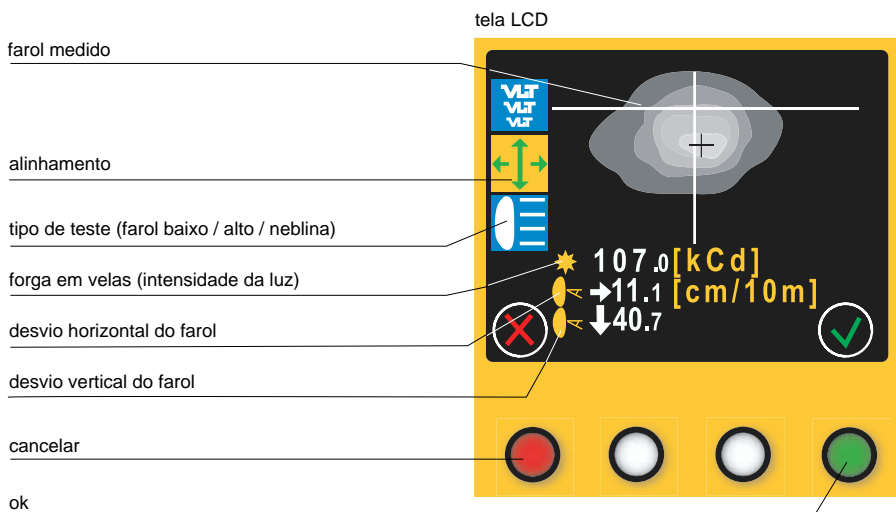 tela LCD
farol medido
VLT
VLT
VLT
alinhamento
tipo de teste (farol baixo / alto / neblina)
forga em velas (intensidade da luz)
107.0[kCd]
A 11.1 [cm/10m]
A 40.7
desvio horizontal do farol
desvio vertical do farol
cancelar
ok